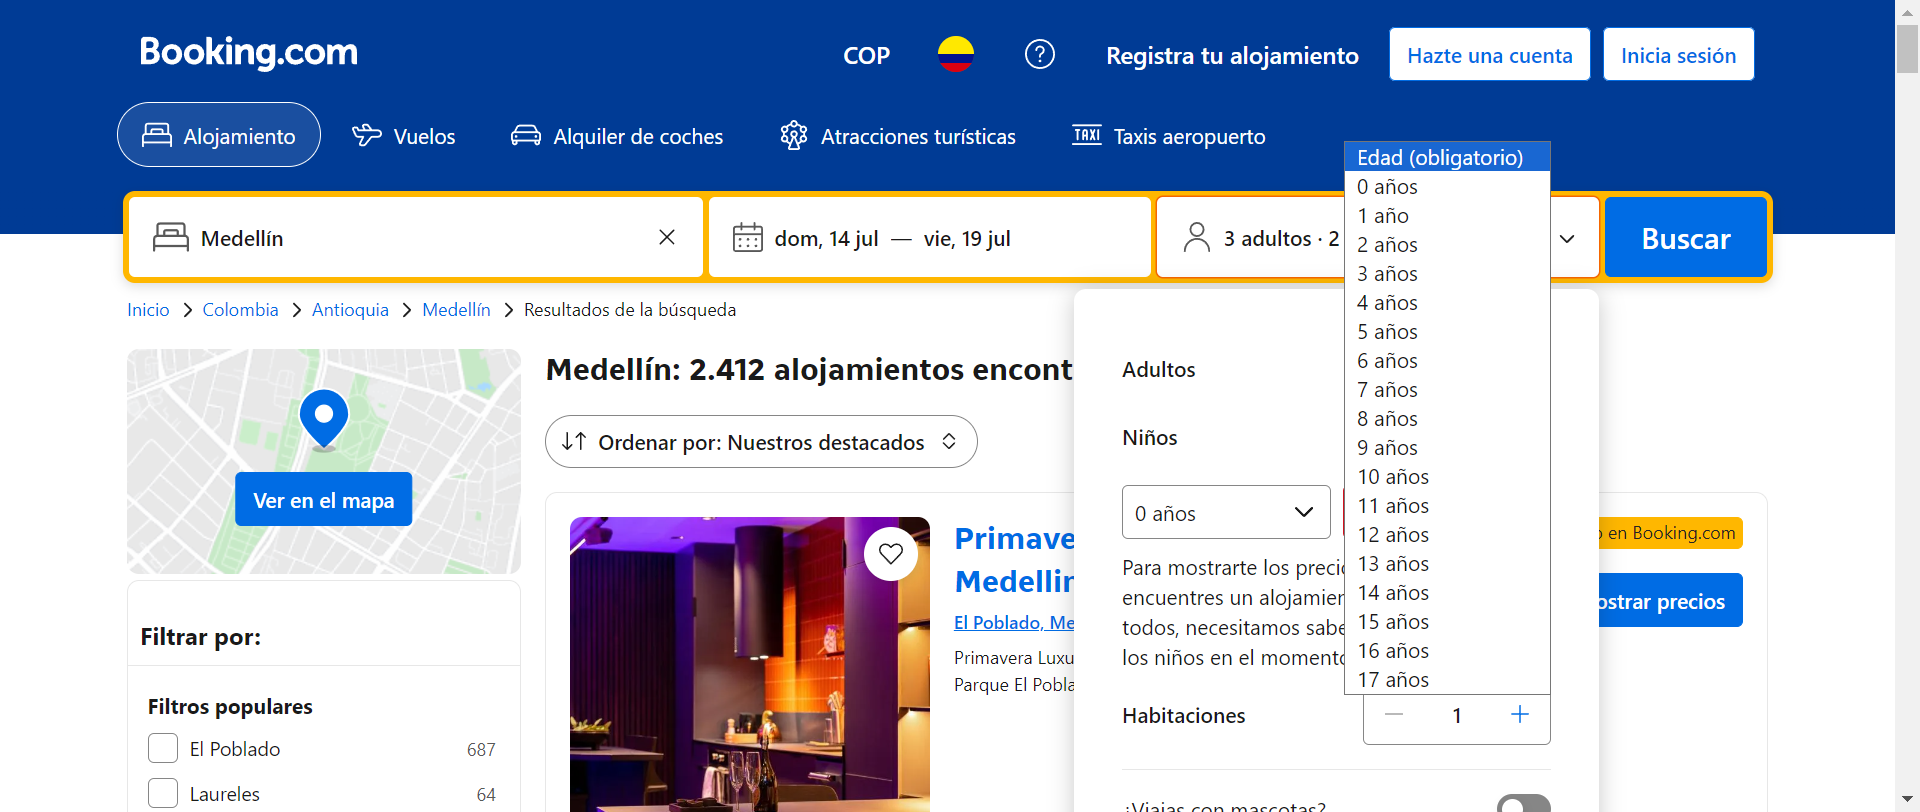 Booking.com
COP
Registra tu alojamiento
Hazte una cuenta
Inicia sesión
Alojamiento
Vuelos
Alquiler de coches
Atracciones turísticas
TAXI
Taxis aeropuerto
Medellín
dom, 14 jul — vie, 19 jul
3 adultos · 2
Buscar
Edad (obligatorio)
0 años
1 año
2 años
3 años
4 años
5 años
6 años
7 años
8 años
9 años
10 años
11 años
12 años
13 años
14 años
15 años
16 años
17 años
Inicio > Colombia > Antioquia > Medellín > Resultados de la búsqueda
Ver en el mapa
Filtrar por:
Filtros populares
El Poblado 687
Laureles 64
Medellín: 2.412 alojamientos encont
Ordenar por: Nuestros destacados
Primave
Medellin
El Poblado, Me
Primavera Luxu
Parque El Pobla
Adultos
Niños
0 años
Para mostrarte los preci
encuentres un alojamier
todos, necesitamos sabe
los niños en el momento
Habitaciones
1
¿Viajas con mascotas?
en Booking.com
ostrar precios